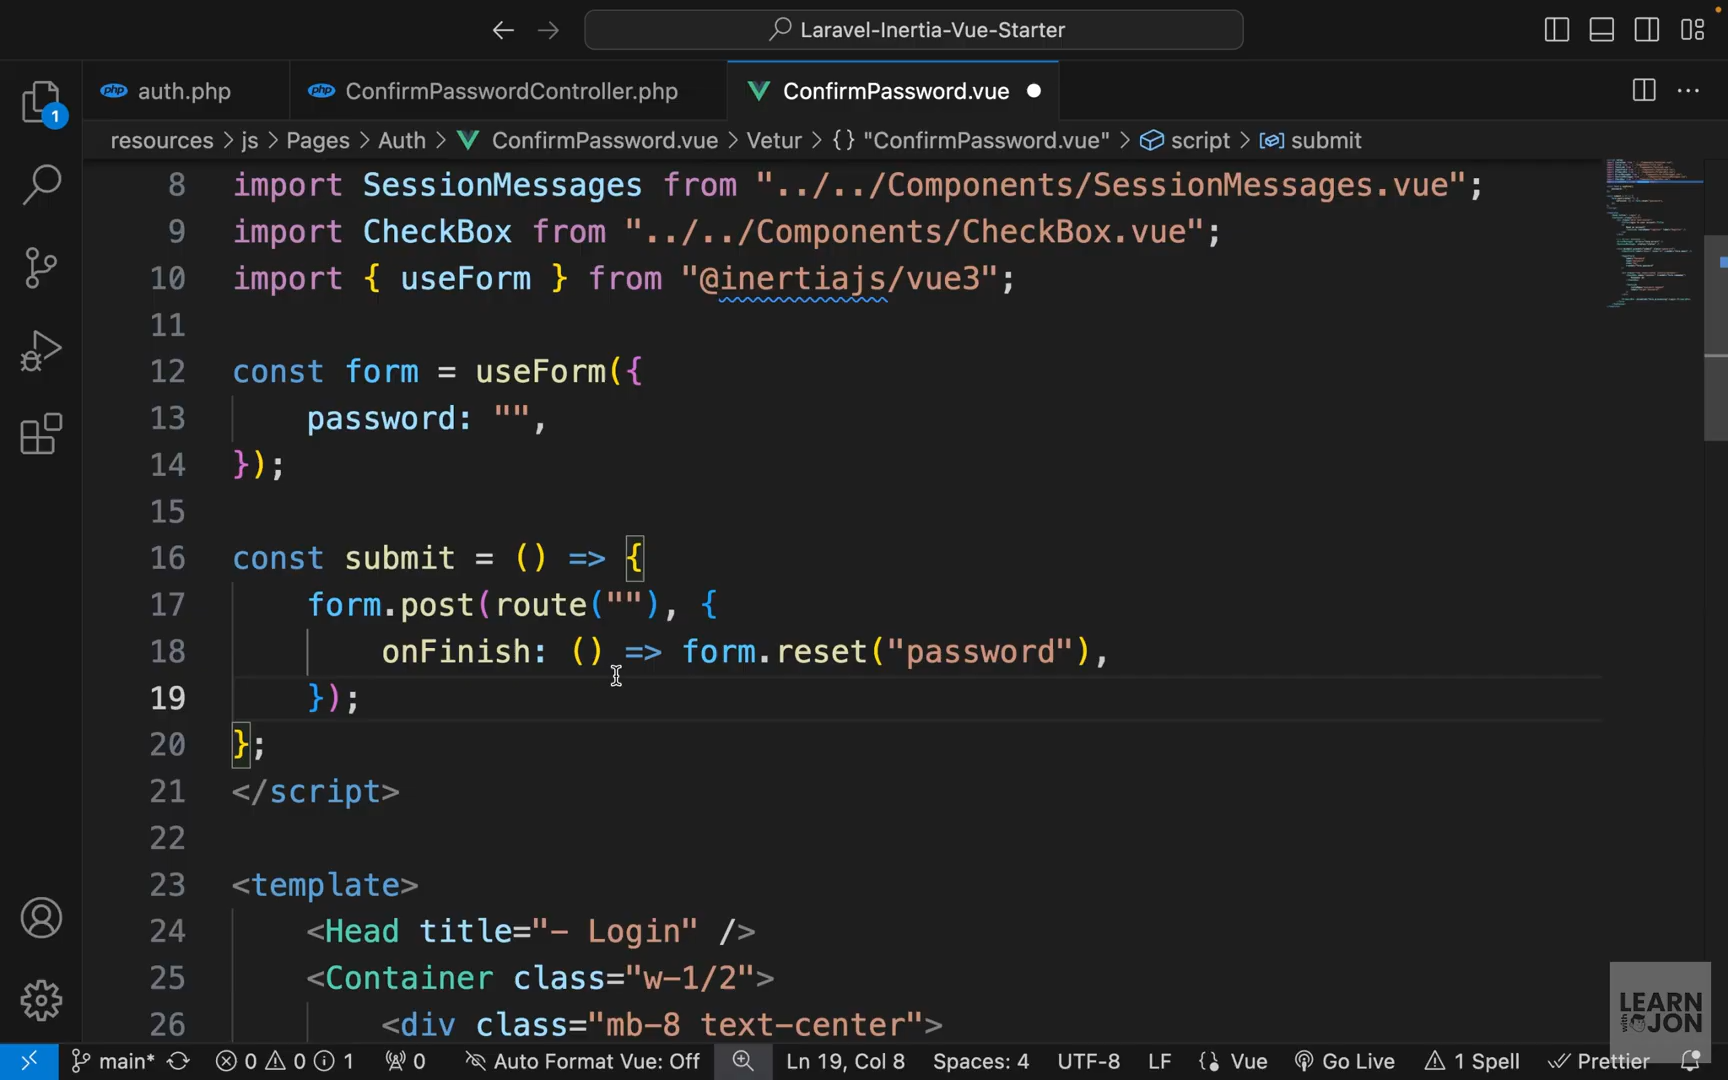 Laravel-Inertia-Vue-Starter
php auth.php
php ConfirmPasswordController.php
ConfirmPassword.vue
1
resources > js > Pages > Auth > ConfirmPassword.vue > Vetur > {} "ConfirmPassword.vue" > script > submit
8 import SessionMessages from "../../Components/SessionMessages.vue";
9 import CheckBox from "../../Components/CheckBox.vue";
10 import { useForm } from "@inertiajs/vue3";
11
12 const form = useForm({
13 password: "",
14 });
15
16 const submit = () => {
17 form.post(route(""), {
18 onFinish: () => form.reset("password"),
19 });
20 };
21 </script>
22
23 <template>
24 <Head title="- Login" />
25 <Container class="w-1/2">
26 <div class="mb-8 text-center">
LEARN
with JON
main* 0 0 1 0 Auto Format Vue: Off Ln 19, Col 8 Spaces: 4 UTF-8 LF {} Vue Go Live 1 Spell Prettier